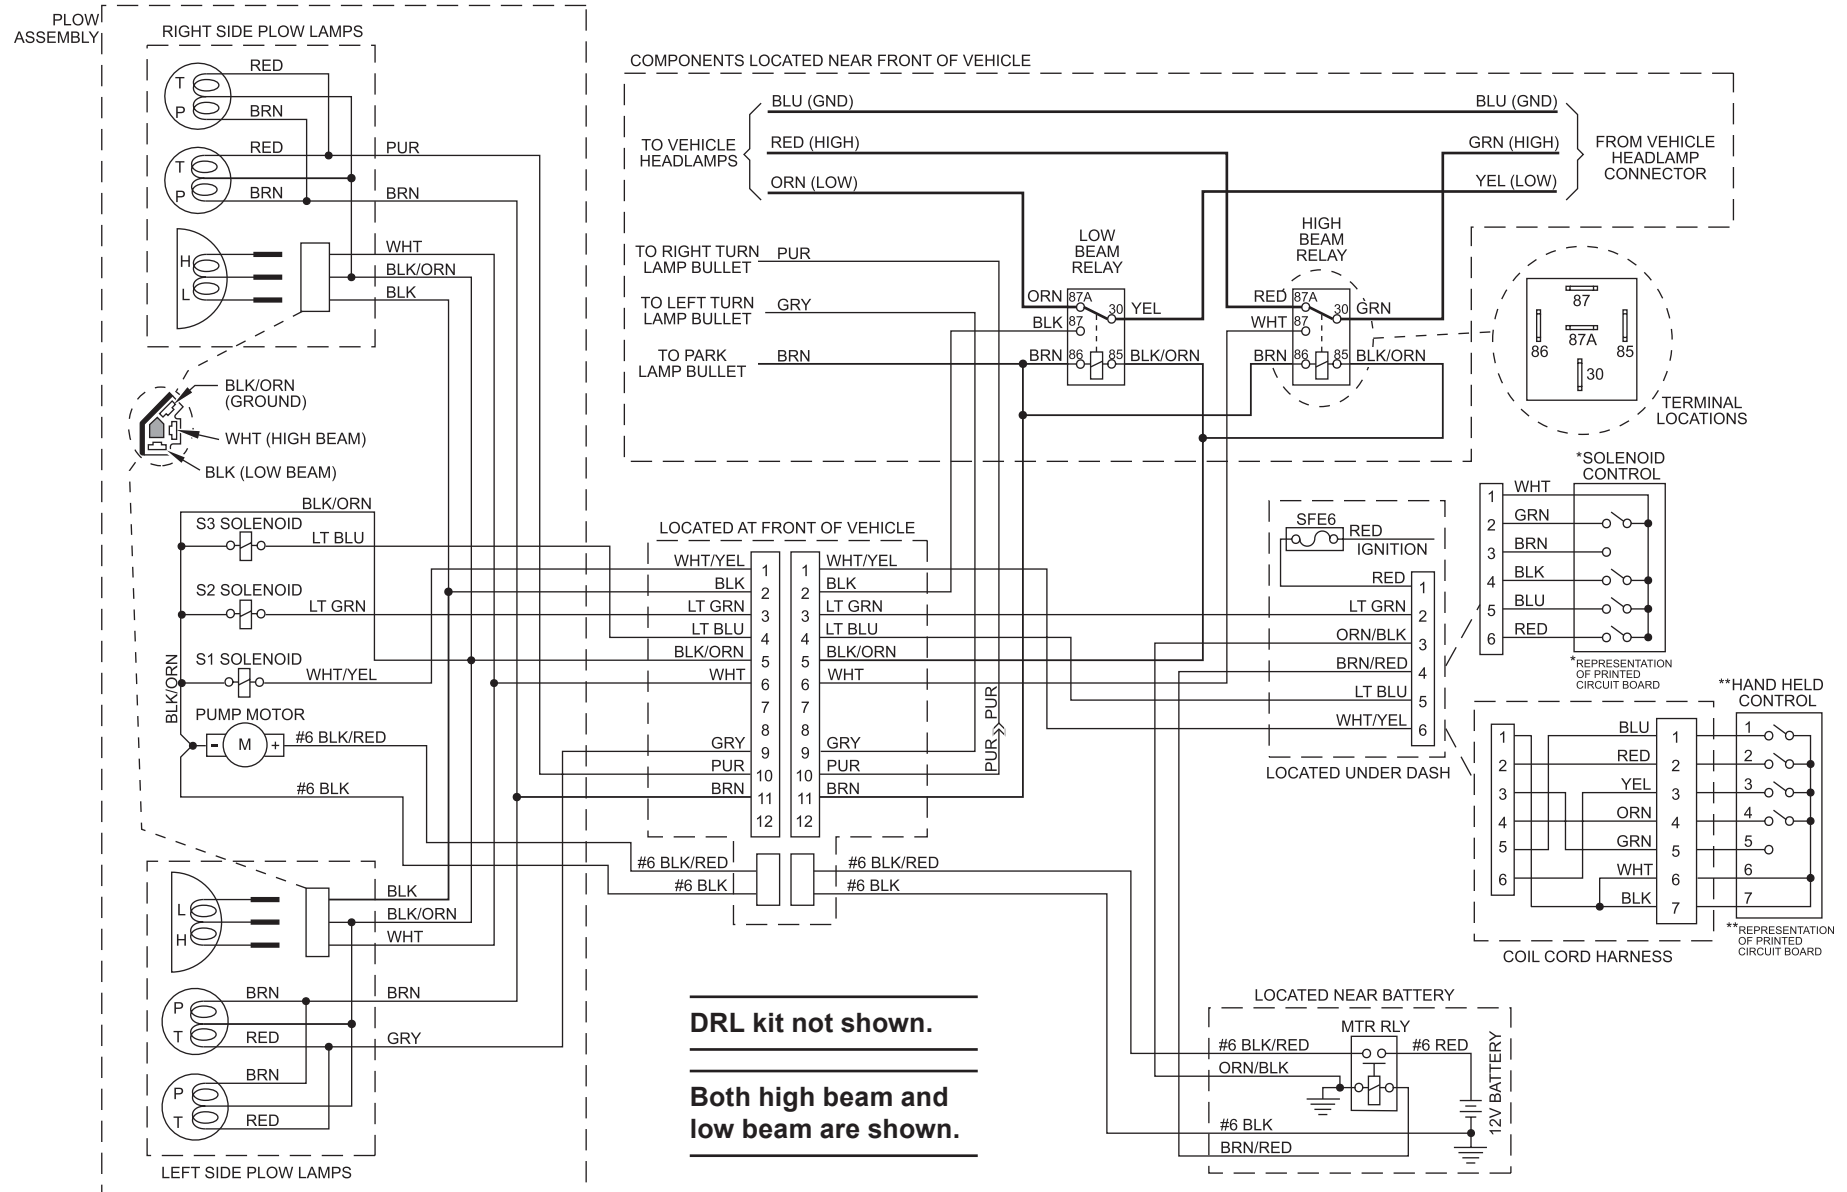 PLOW
ASSEMBLY
RIGHT SIDE PLOW LAMPS
T
RED
P
BRN
T
RED
PUR
P
BRN
BRN
WHT
H
BLK/ORN
L
BLK
BLK/ORN
(GROUND)
WHT (HIGH BEAM)
BLK (LOW BEAM)
BLK/ORN
S3 SOLENOID
LT BLU
S2 SOLENOID
LT GRN
S1 SOLENOID
WHT/YEL
BLK/ORN
PUMP MOTOR
- M +
#6 BLK/RED
#6 BLK
BLK
L
BLK/ORN
H
WHT
BRN
BRN
P
T
RED
GRY
BRN
P
T
RED
LEFT SIDE PLOW LAMPS
COMPONENTS LOCATED NEAR FRONT OF VEHICLE
BLU (GND)
BLU (GND)
TO VEHICLE
HEADLAMPS
RED (HIGH)
GRN (HIGH)
FROM VEHICLE
HEADLAMP
CONNECTOR
ORN (LOW)
YEL (LOW)
TO RIGHT TURN
LAMP BULLET
PUR
TO LEFT TURN
LAMP BULLET
GRY
TO PARK
LAMP BULLET
BRN
LOW
BEAM
RELAY
ORN 87A 30 YEL
BLK 87
BRN 86 85 BLK/ORN
HIGH
BEAM
RELAY
RED 87A 30 GRN
WHT 87
BRN 86 85 BLK/ORN
87
86 87A 85
30
TERMINAL
LOCATIONS
LOCATED AT FRONT OF VEHICLE
WHT/YEL 1 1 WHT/YEL
BLK 2 2 BLK
LT GRN 3 3 LT GRN
LT BLU 4 4 LT BLU
BLK/ORN 5 5 BLK/ORN
WHT 6 6 WHT
7 7
8 8
GRY 9 9 GRY
PUR 10 10 PUR
BRN 11 11 BRN
12 12
PUR
PUR
#6 BLK/RED
#6 BLK/RED
#6 BLK
#6 BLK
SFE6
RED
IGNITION
RED 1
LT GRN 2
ORN/BLK 3
BRN/RED 4
LT BLU 5
WHT/YEL 6
LOCATED UNDER DASH
*SOLENOID
CONTROL
1 WHT
2 GRN
3 BRN
4 BLK
5 BLU
6 RED
*REPRESENTATION
OF PRINTED
CIRCUIT BOARD
**HAND HELD
CONTROL
1 BLU 1 1
2 RED 2 2
3 YEL 3 3
4 ORN 4 4
5 GRN 5 5
6 WHT 6 6
BLK 7 7
COIL CORD HARNESS
**REPRESENTATION
OF PRINTED
CIRCUIT BOARD
DRL kit not shown.
Both high beam and
low beam are shown.
LOCATED NEAR BATTERY
MTR RLY
#6 BLK/RED
#6 RED
ORN/BLK
#6 BLK
BRN/RED
12V BATTERY